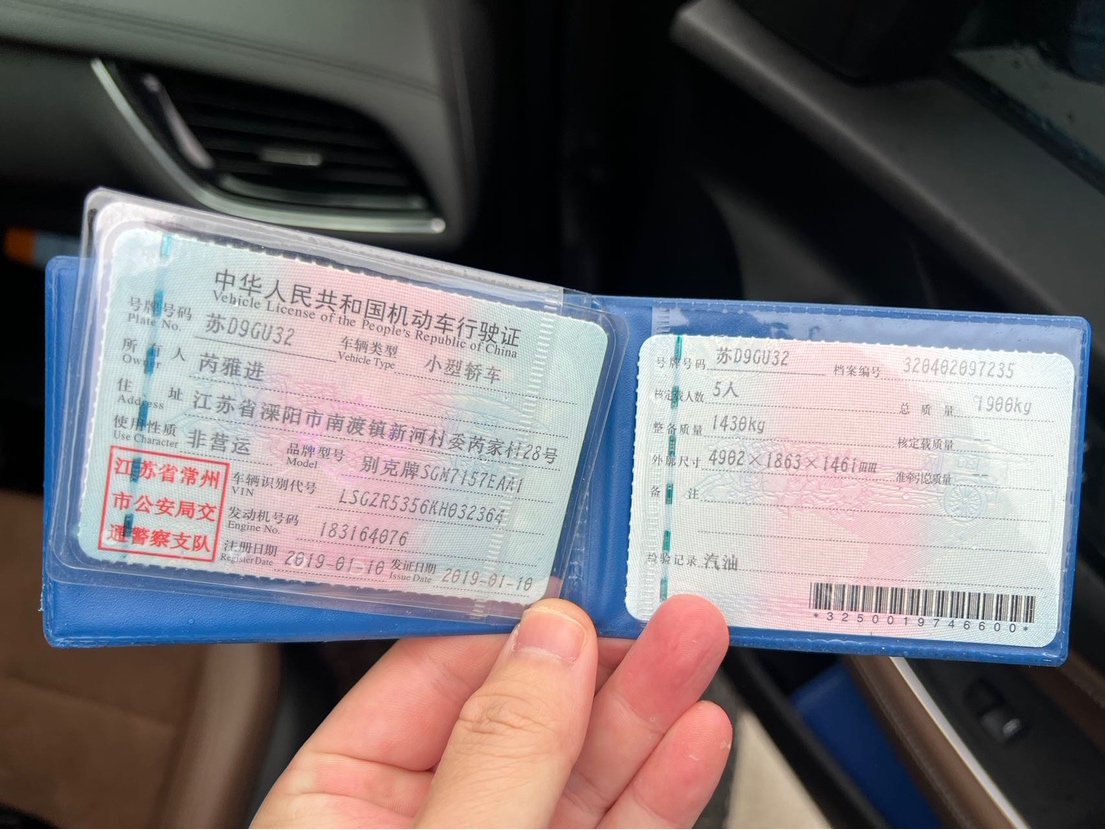 中华人民共和国机动车行驶证
Vehicle License of the People's Republic of China
号牌号码 苏D9GU32 车辆类型 小型轿车
Plate No. Vehicle Type
所有人 芮雅进
Owner
住址 江苏省溧阳市南渡镇新河村委芮家村28号
Address
使用性质 非营运 品牌型号 别克牌SGM7157EAA1
Use Character Model
江苏省常州
市公安局交
通警察支队
车辆识别代号 LSGZR5356KH032364
VIN
发动机号码 183164076
Engine No.
注册日期 2019-01-10 发证日期 2019-01-10
Register Date Issue Date
号牌号码 苏D9GU32 档案编号 320402097235
核定载人数 5人 总质量 1900kg
整备质量 1430kg 核定载质量
外廓尺寸 4902×1863×1461mm 准牵引总质量
备注
检验记录 汽油
*3250019746600*